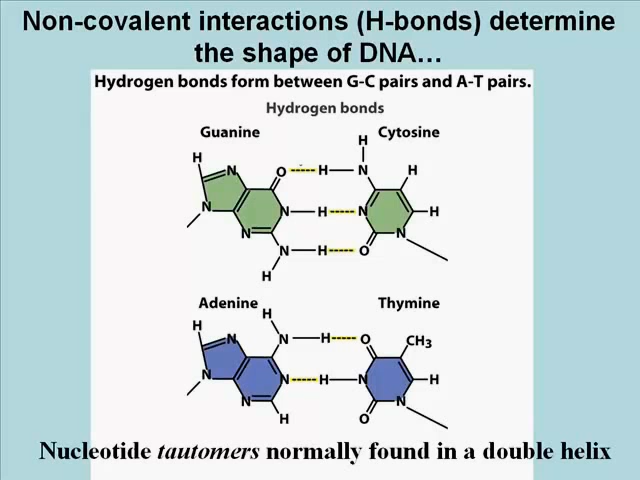 Non-covalent interactions (H-bonds) determine
the shape of DNA…
Hydrogen bonds form between G-C pairs and A-T pairs.
Hydrogen bonds
Guanine
Cytosine
H
H
N
O
H
N
H
N
N
H
N
H
N
N
H
O
N
H
Adenine
Thymine
H
H
N
N
H
O
CH3
N
N
H
N
H
N
H
O
N
Nucleotide tautomers normally found in a double helix